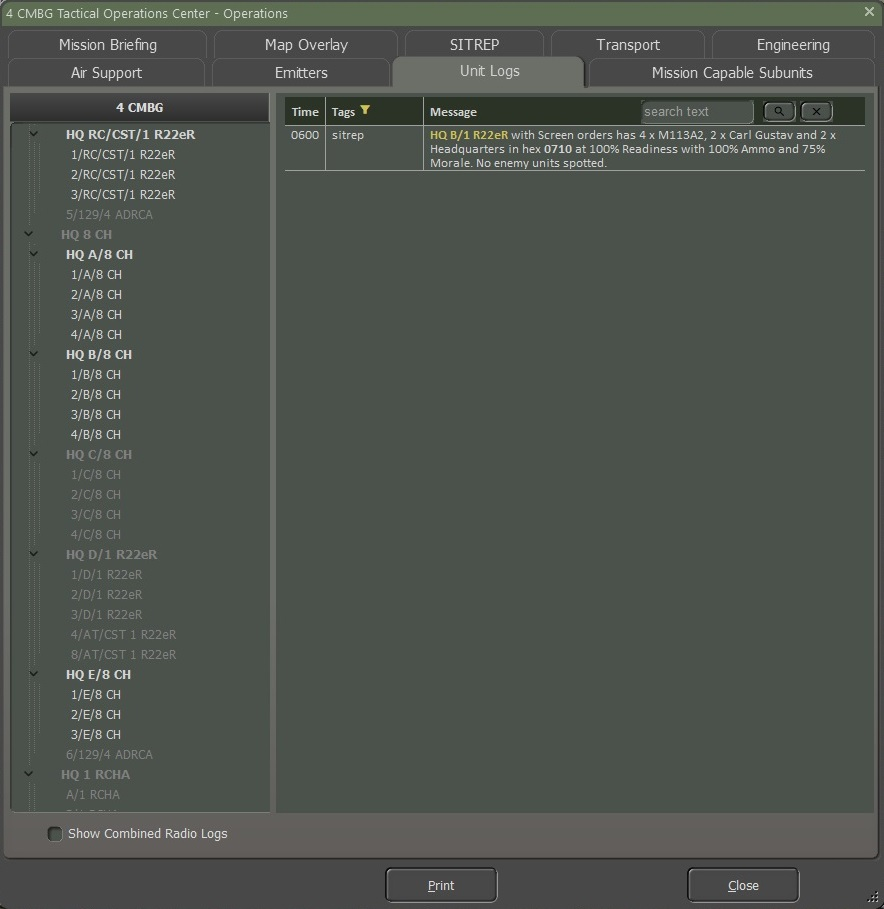 4 CMBG Tactical Operations Center - Operations
Mission Briefing
Map Overlay
SITREP
Transport
Engineering
Air Support
Emitters
Unit Logs
Mission Capable Subunits
4 CMBG
HQ RC/CST/1 R22eR
1/RC/CST/1 R22eR
2/RC/CST/1 R22eR
3/RC/CST/1 R22eR
5/129/4 ADRCA
HQ 8 CH
HQ A/8 CH
1/A/8 CH
2/A/8 CH
3/A/8 CH
4/A/8 CH
HQ B/8 CH
1/B/8 CH
2/B/8 CH
3/B/8 CH
4/B/8 CH
HQ C/8 CH
1/C/8 CH
2/C/8 CH
3/C/8 CH
4/C/8 CH
HQ D/1 R22eR
1/D/1 R22eR
2/D/1 R22eR
3/D/1 R22eR
4/AT/CST 1 R22eR
8/AT/CST 1 R22eR
HQ E/8 CH
1/E/8 CH
2/E/8 CH
3/E/8 CH
6/129/4 ADRCA
HQ 1 RCHA
A/1 RCHA
Time Tags Message search text
0600 sitrep HQ B/1 R22eR with Screen orders has 4 x M113A2, 2 x Carl Gustav and 2 x
Headquarters in hex 0710 at 100% Readiness with 100% Ammo and 75%
Morale. No enemy units spotted.
Show Combined Radio Logs
Print
Close